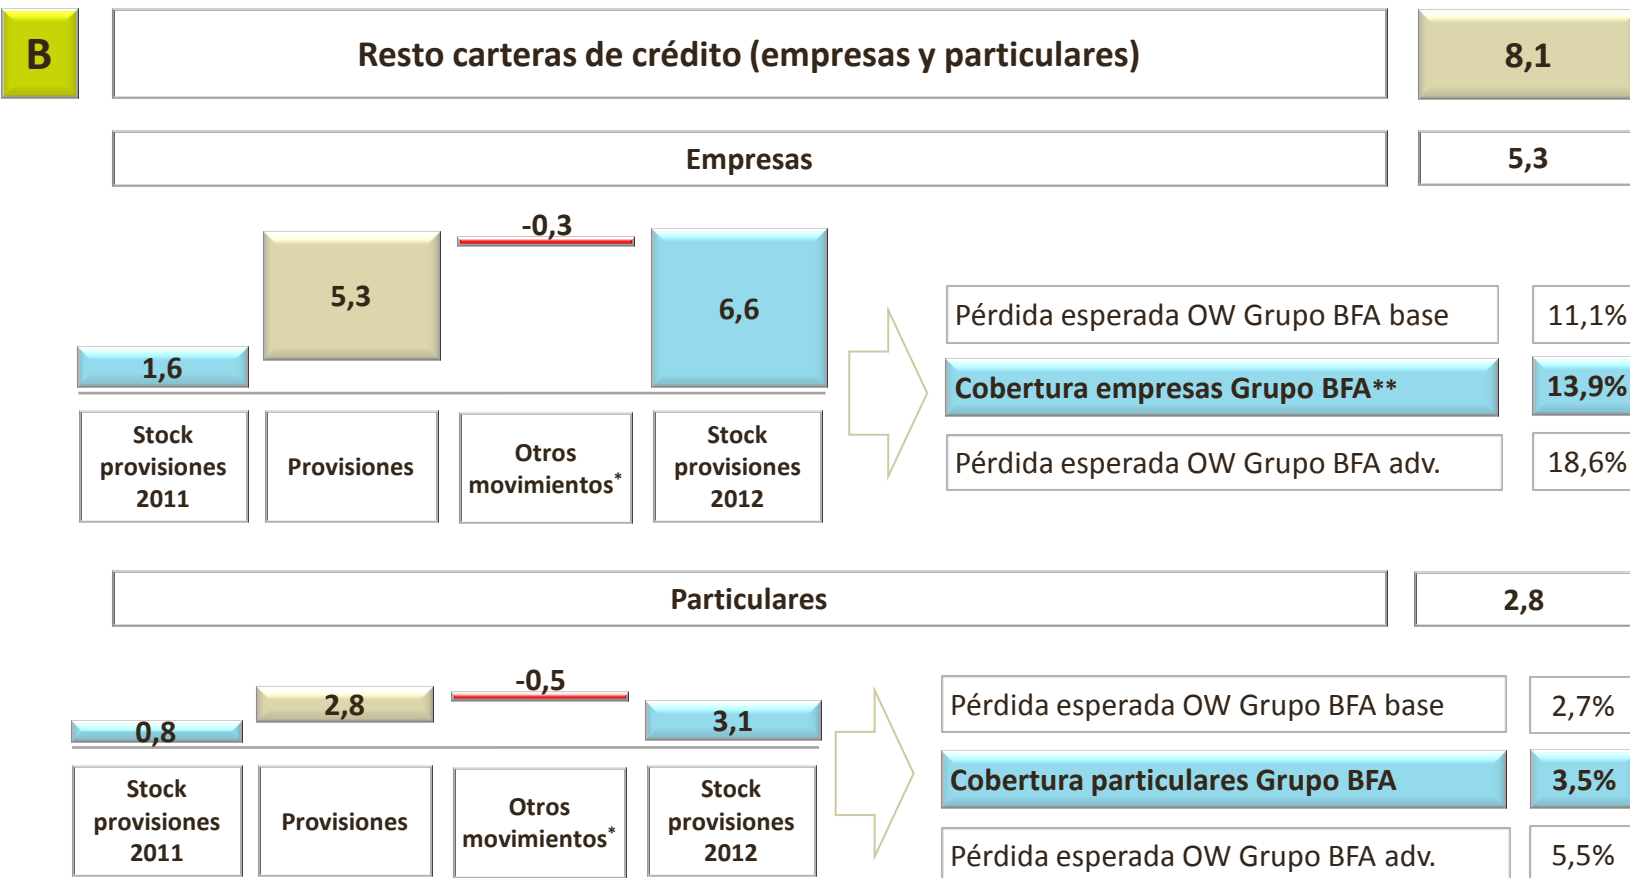 B
Resto carteras de crédito (empresas y particulares)
8,1
Empresas
5,3
1,6
5,3
-0,3
6,6
Stock
provisiones
2011
Provisiones
Otros
movimientos*
Stock
provisiones
2012
Pérdida esperada OW Grupo BFA base
11,1%
Cobertura empresas Grupo BFA**
13,9%
Pérdida esperada OW Grupo BFA adv.
18,6%
Particulares
2,8
0,8
2,8
-0,5
3,1
Stock
provisiones
2011
Provisiones
Otros
movimientos*
Stock
provisiones
2012
Pérdida esperada OW Grupo BFA base
2,7%
Cobertura particulares Grupo BFA
3,5%
Pérdida esperada OW Grupo BFA adv.
5,5%